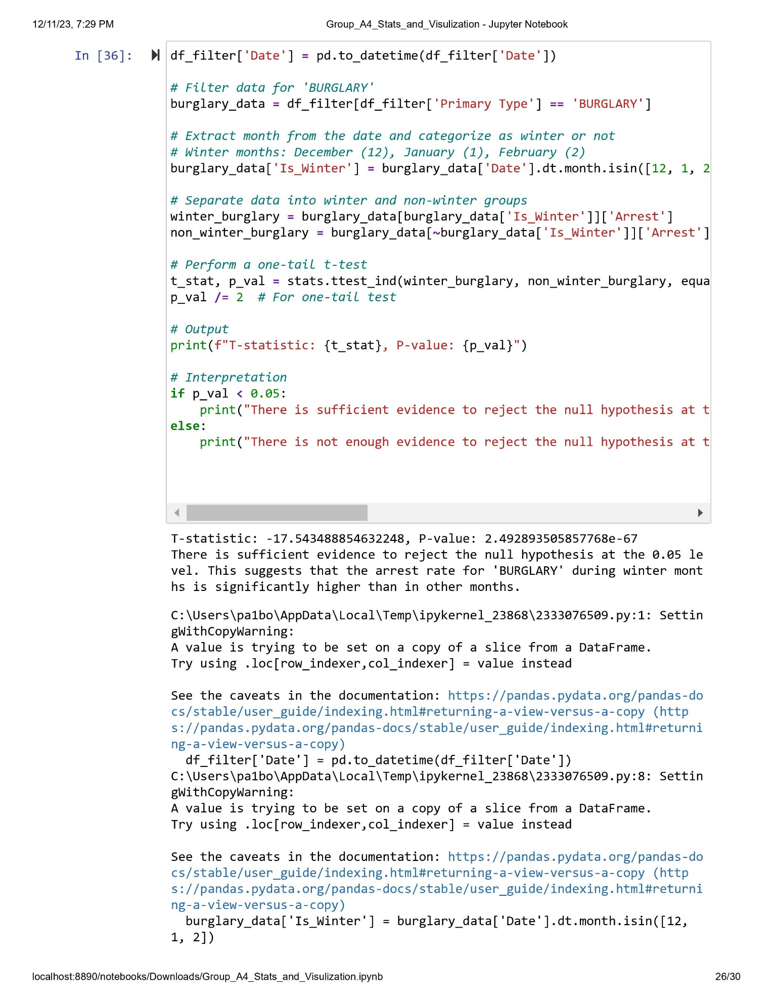 12/11/23, 7:29 PM
Group_A4_Stats_and_Visulization - Jupyter Notebook
In [36]:
df_filter['Date'] = pd.to_datetime(df_filter['Date'])
# Filter data for 'BURGLARY'
burglary_data = df_filter[df_filter['Primary Type'] == 'BURGLARY']
# Extract month from the date and categorize as winter or not
# Winter months: December (12), January (1), February (2)
burglary_data['Is_Winter'] = burglary_data['Date'].dt.month.isin([12, 1, 2
# Separate data into winter and non-winter groups
winter_burglary = burglary_data[burglary_data['Is_Winter']]['Arrest']
non_winter_burglary = burglary_data[~burglary_data['Is_Winter']]['Arrest']
# Perform a one-tail t-test
t_stat, p_val = stats.ttest_ind(winter_burglary, non_winter_burglary, equa
p_val /= 2  # For one-tail test
# Output
print(f"T-statistic: {t_stat}, P-value: {p_val}")
# Interpretation
if p_val < 0.05:
    print("There is sufficient evidence to reject the null hypothesis at t
else:
    print("There is not enough evidence to reject the null hypothesis at t
T-statistic: -17.543488854632248, P-value: 2.492893505857768e-67
There is sufficient evidence to reject the null hypothesis at the 0.05 le
vel. This suggests that the arrest rate for 'BURGLARY' during winter mont
hs is significantly higher than in other months.
C:\Users\pa1bo\AppData\Local\Temp\ipykernel_23868\2333076509.py:1: Settin
gWithCopyWarning:
A value is trying to be set on a copy of a slice from a DataFrame.
Try using .loc[row_indexer,col_indexer] = value instead
See the caveats in the documentation: https://pandas.pydata.org/pandas-do
cs/stable/user_guide/indexing.html#returning-a-view-versus-a-copy (http
s://pandas.pydata.org/pandas-docs/stable/user_guide/indexing.html#returni
ng-a-view-versus-a-copy)
  df_filter['Date'] = pd.to_datetime(df_filter['Date'])
C:\Users\pa1bo\AppData\Local\Temp\ipykernel_23868\2333076509.py:8: Settin
gWithCopyWarning:
A value is trying to be set on a copy of a slice from a DataFrame.
Try using .loc[row_indexer,col_indexer] = value instead
See the caveats in the documentation: https://pandas.pydata.org/pandas-do
cs/stable/user_guide/indexing.html#returning-a-view-versus-a-copy (http
s://pandas.pydata.org/pandas-docs/stable/user_guide/indexing.html#returni
ng-a-view-versus-a-copy)
  burglary_data['Is_Winter'] = burglary_data['Date'].dt.month.isin([12,
1, 2])
localhost:8890/notebooks/Downloads/Group_A4_Stats_and_Visulization.ipynb
26/30